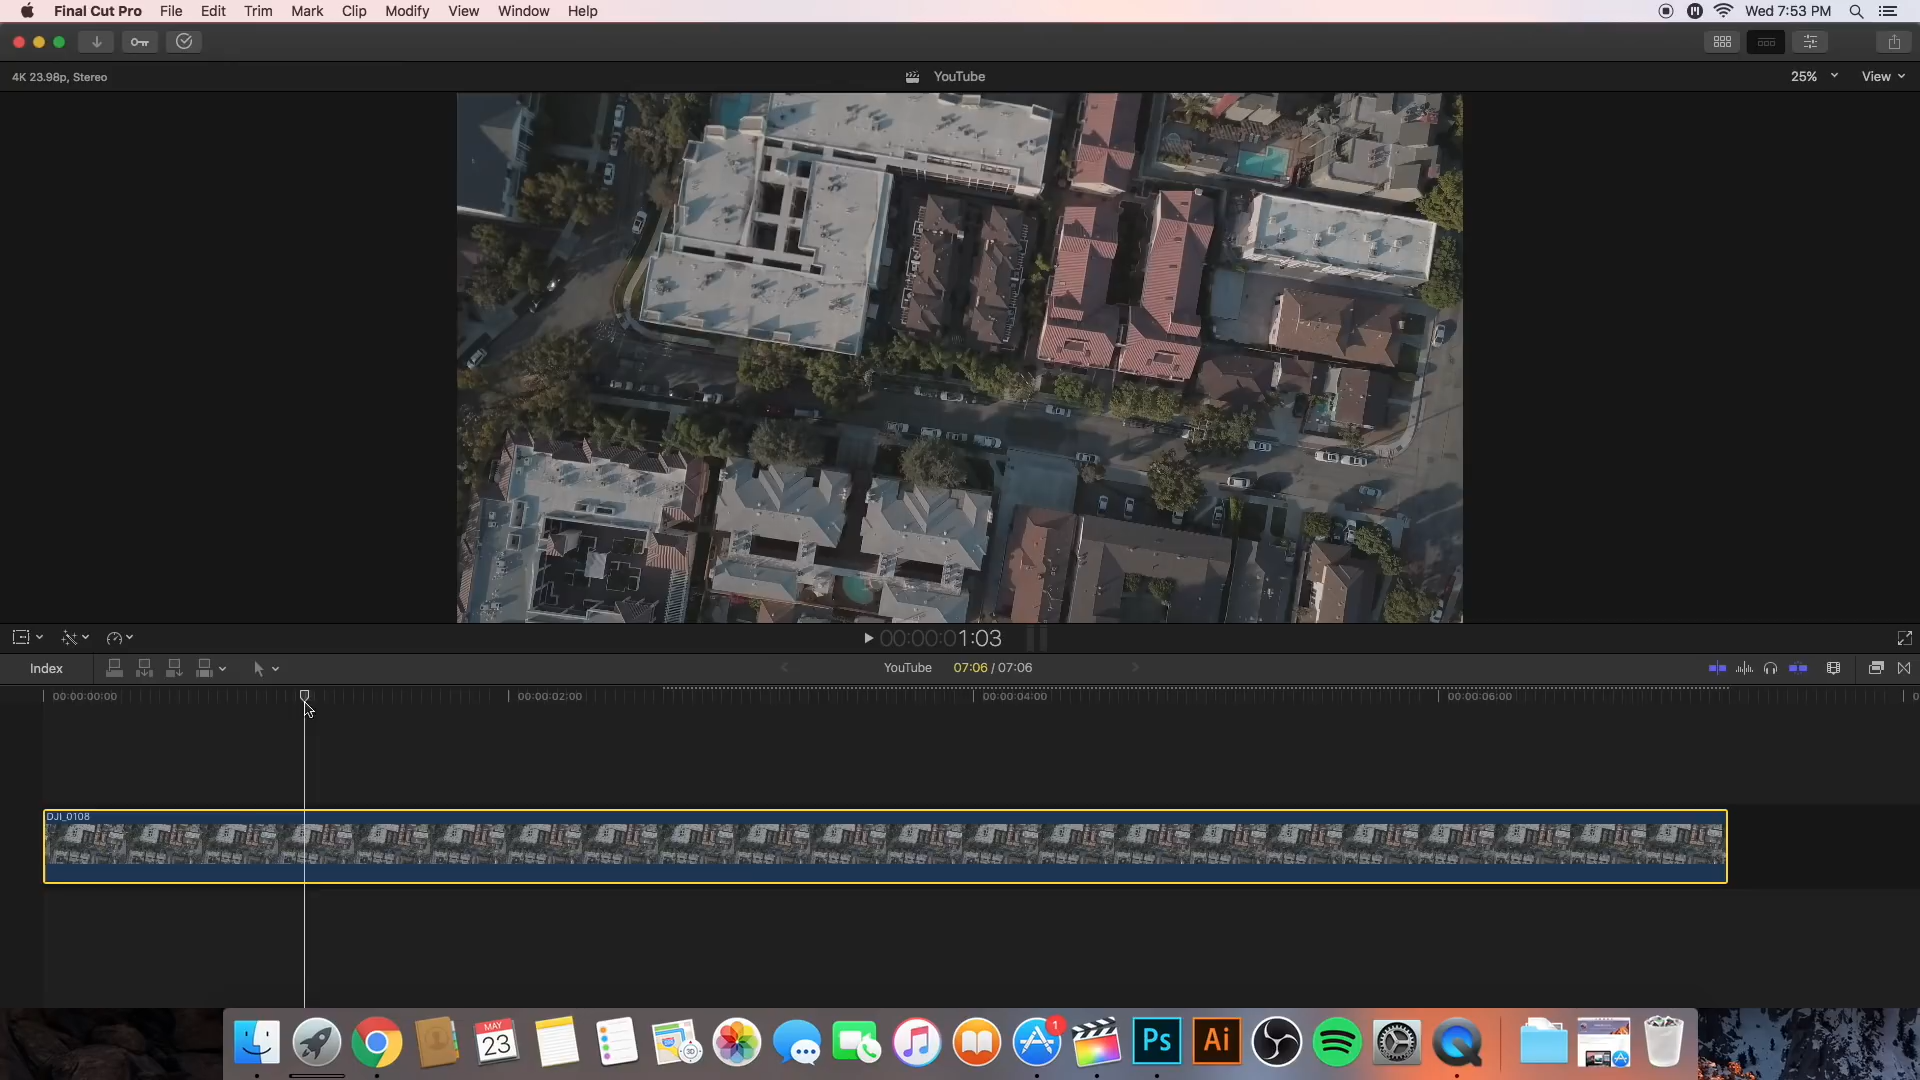 Final Cut Pro File Edit Trim Mark Clip Modify View Window Help Wed 7:53 PM
4K 23.98p, Stereo YouTube 25% View
00:00:01:03
Index YouTube 07:06 / 07:06
00:00:00:00 00:00:02:00 00:00:04:00 00:00:06:00
DJI_0108
MAY
23
3D
1
Ps
Ai